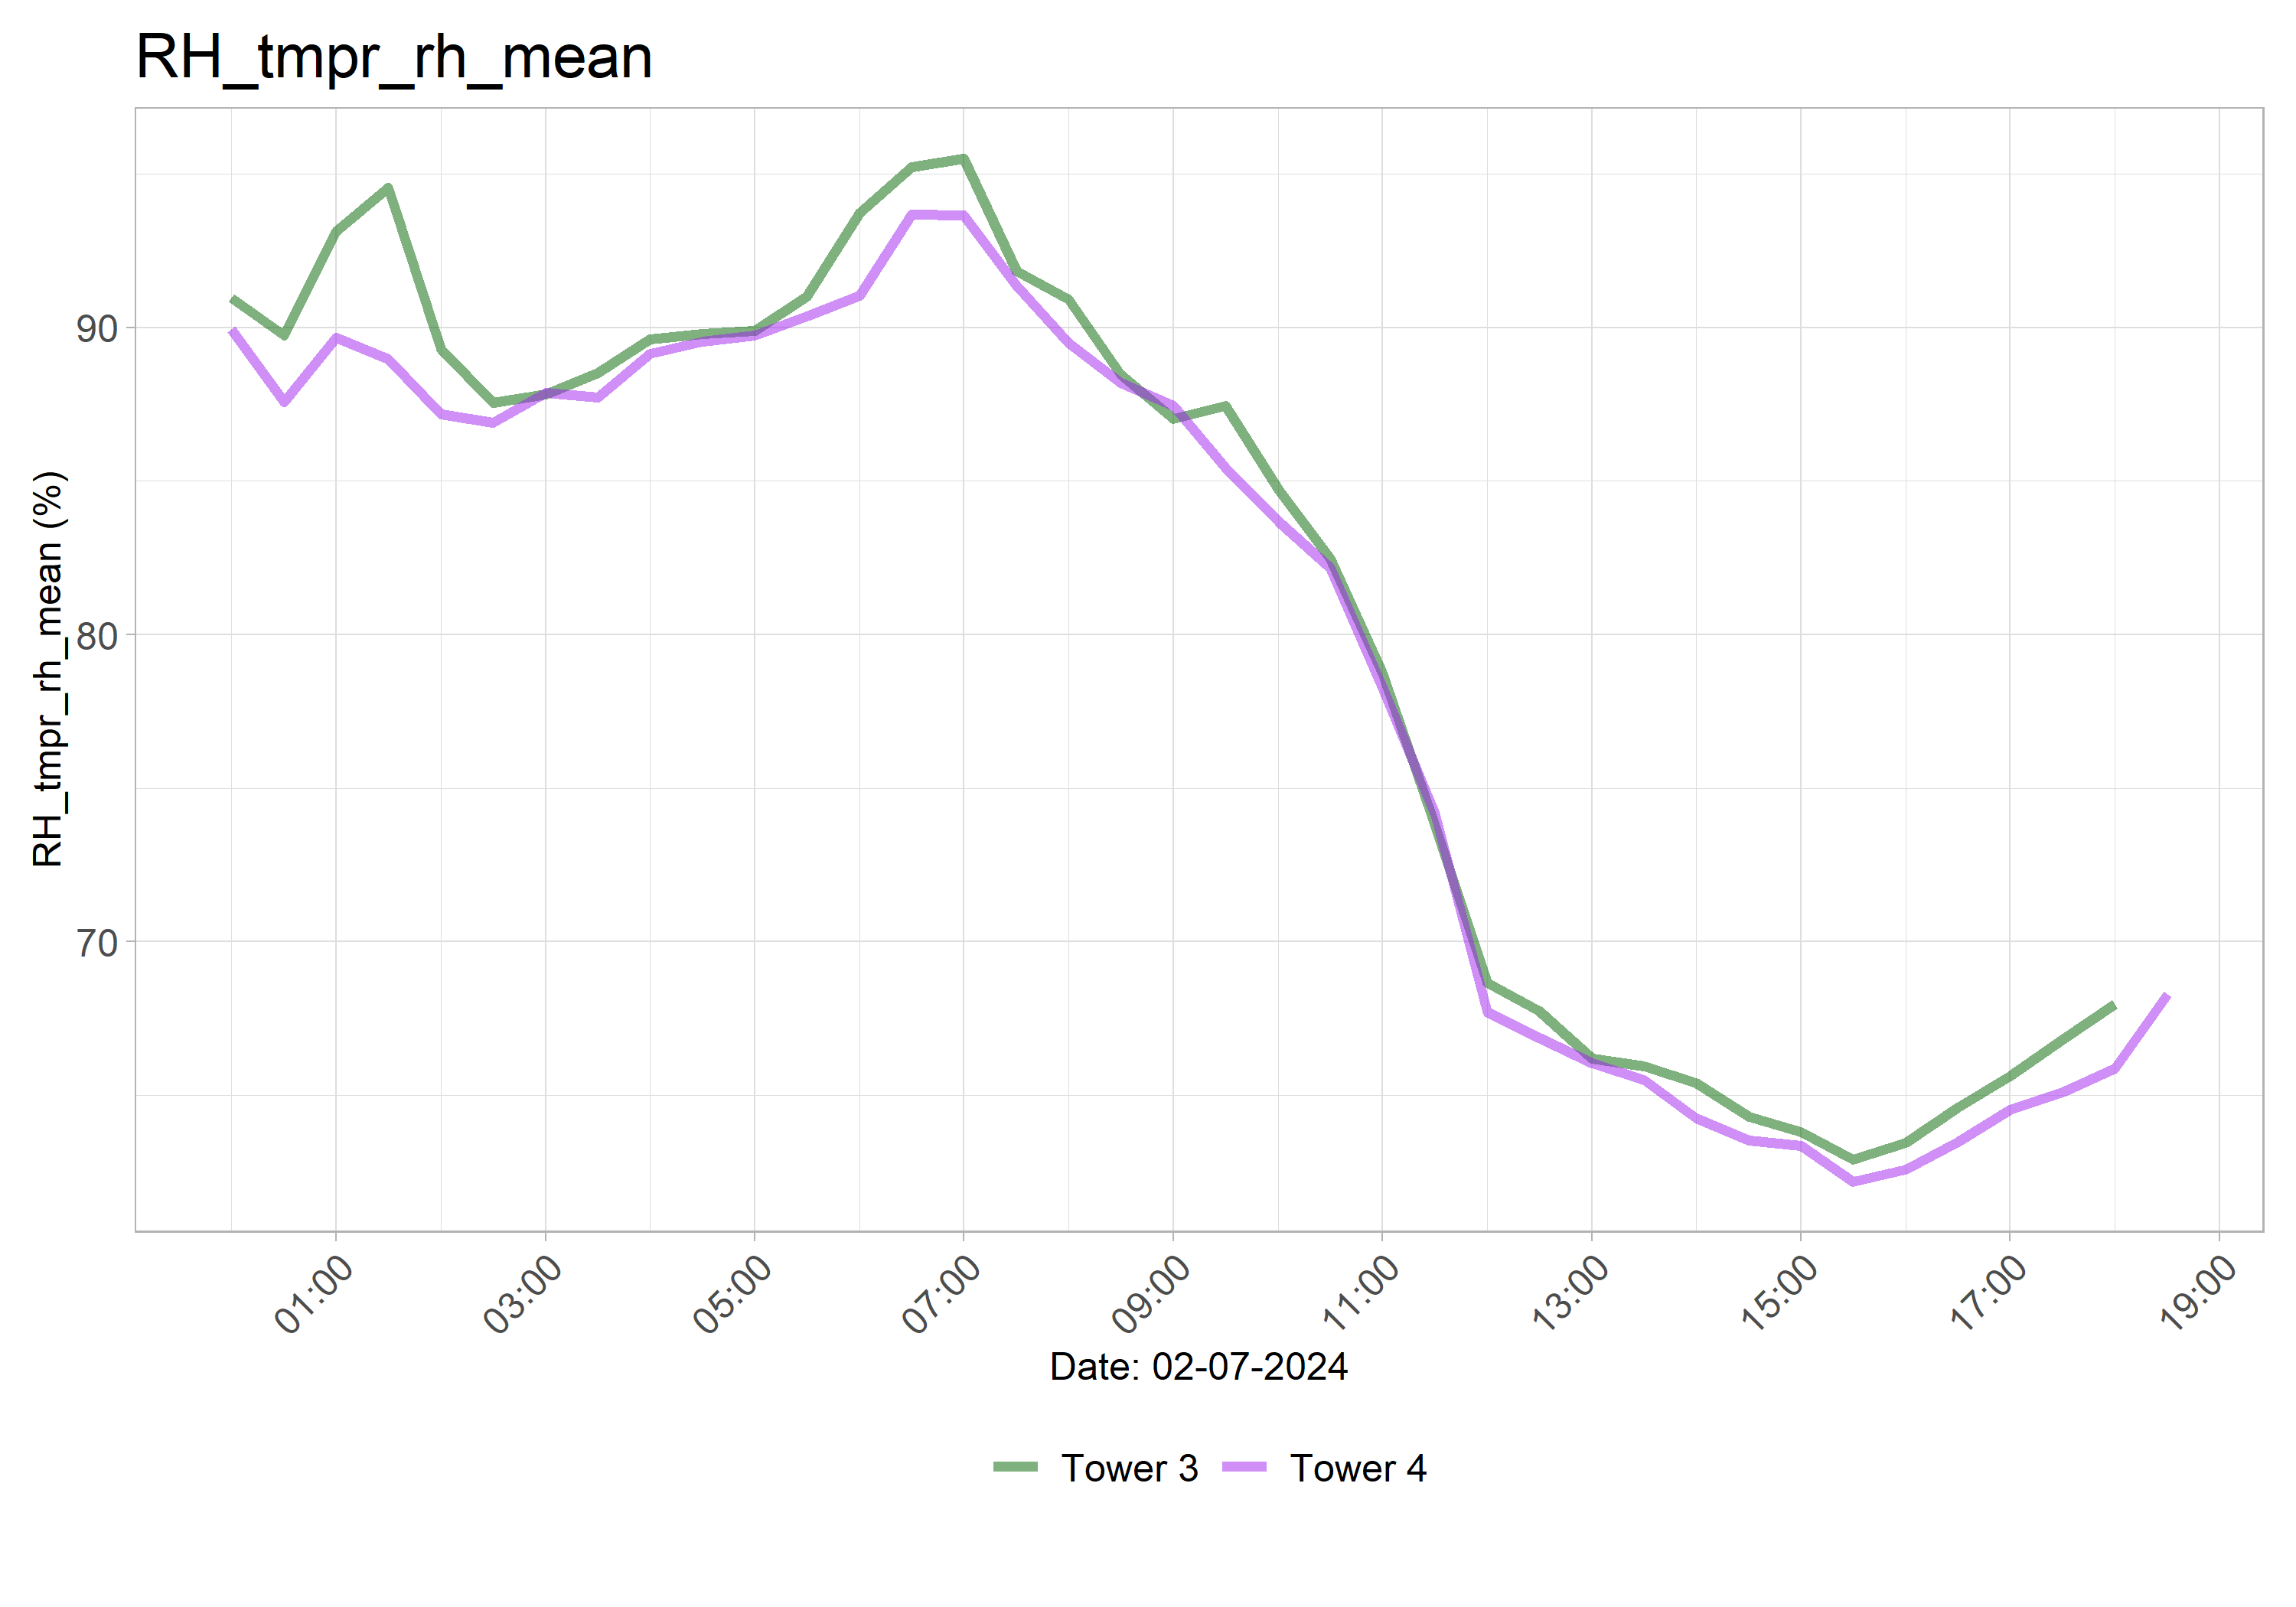 RH_tmpr_rh_mean
RH_tmpr_rh_mean (%)
90
80
70
01:00 03:00 05:00 07:00 09:00 11:00 13:00 15:00 17:00 19:00
Date: 02-07-2024
Tower 3 Tower 4